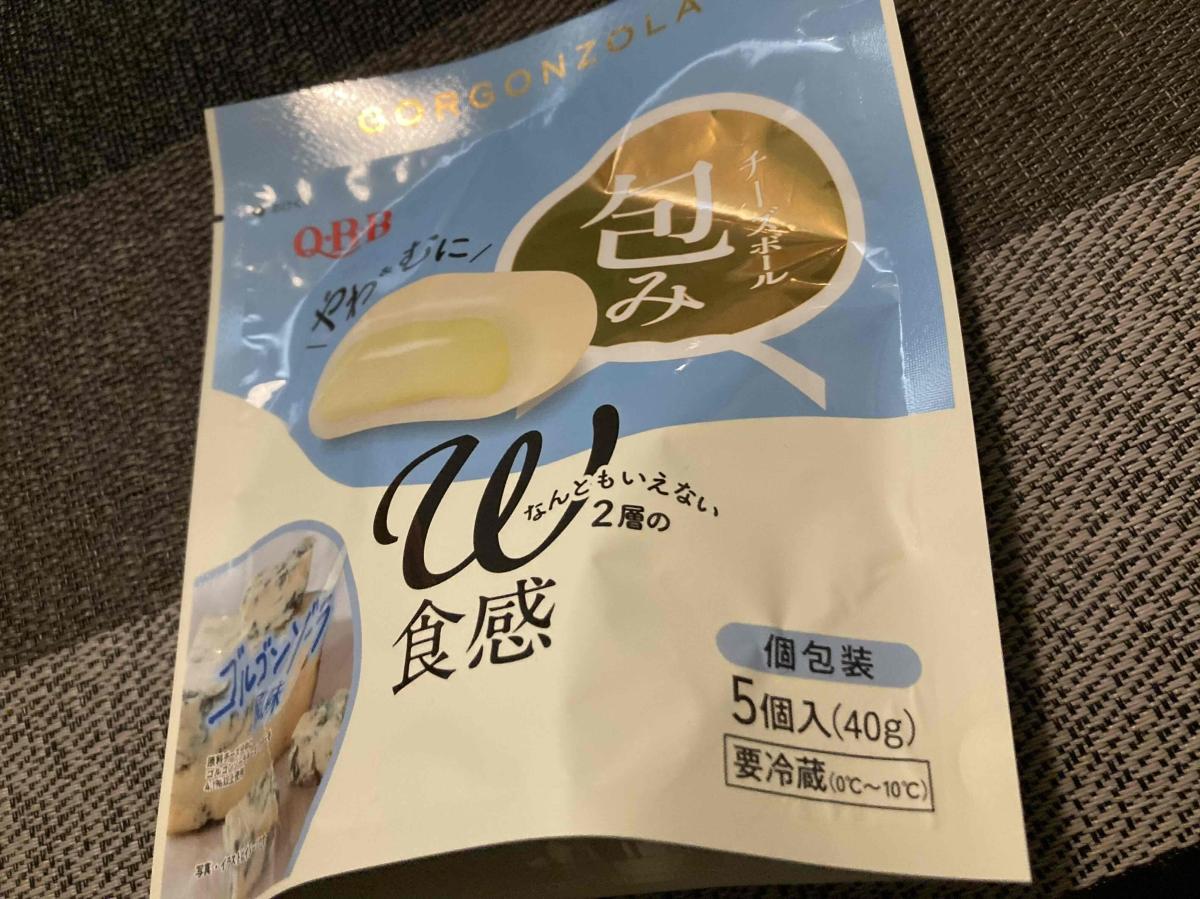 GORGONZOLA
Q・B・B
やわ&むに
チーズボール
包み
W
なんともいえない
2層の
食感
ゴルゴンゾラ
風味
個包装
5個入(40g)
要冷蔵(0℃~10℃)